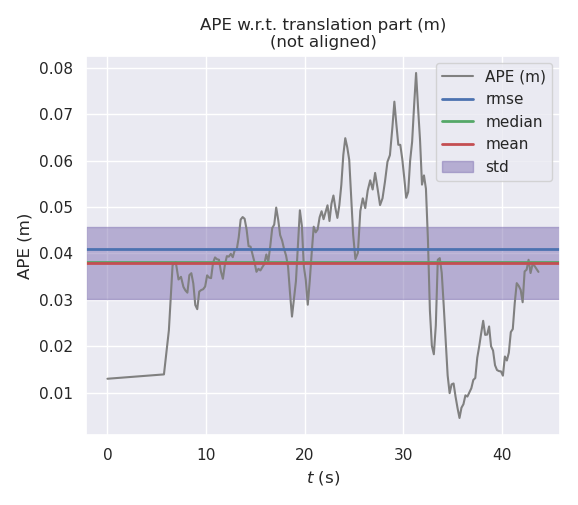 APE w.r.t. translation part (m)
(not aligned)
APE (m)
0.08
0.07
0.06
0.05
0.04
0.03
0.02
0.01
0 10 20 30 40
t (s)
APE (m)
rmse
median
mean
std